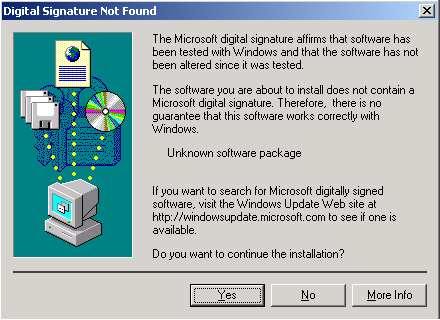 Digital Signature Not Found
The Microsoft digital signature affirms that software has
been tested with Windows and that the software has not
been altered since it was tested.
The software you are about to install does not contain a
Microsoft digital signature. Therefore, there is no
guarantee that this software works correctly with
Windows.
Unknown software package
If you want to search for Microsoft digitally signed
software, visit the Windows Update Web site at
http://windowsupdate.microsoft.com to see if one is
available.
Do you want to continue the installation?
Yes
No
More Info